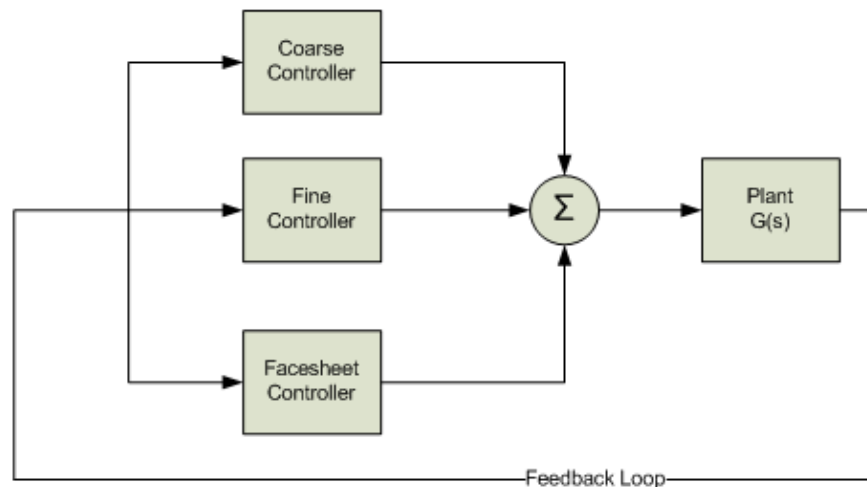 Coarse
Controller
Fine
Controller
Σ
Plant
G(s)
Facesheet
Controller
Feedback Loop